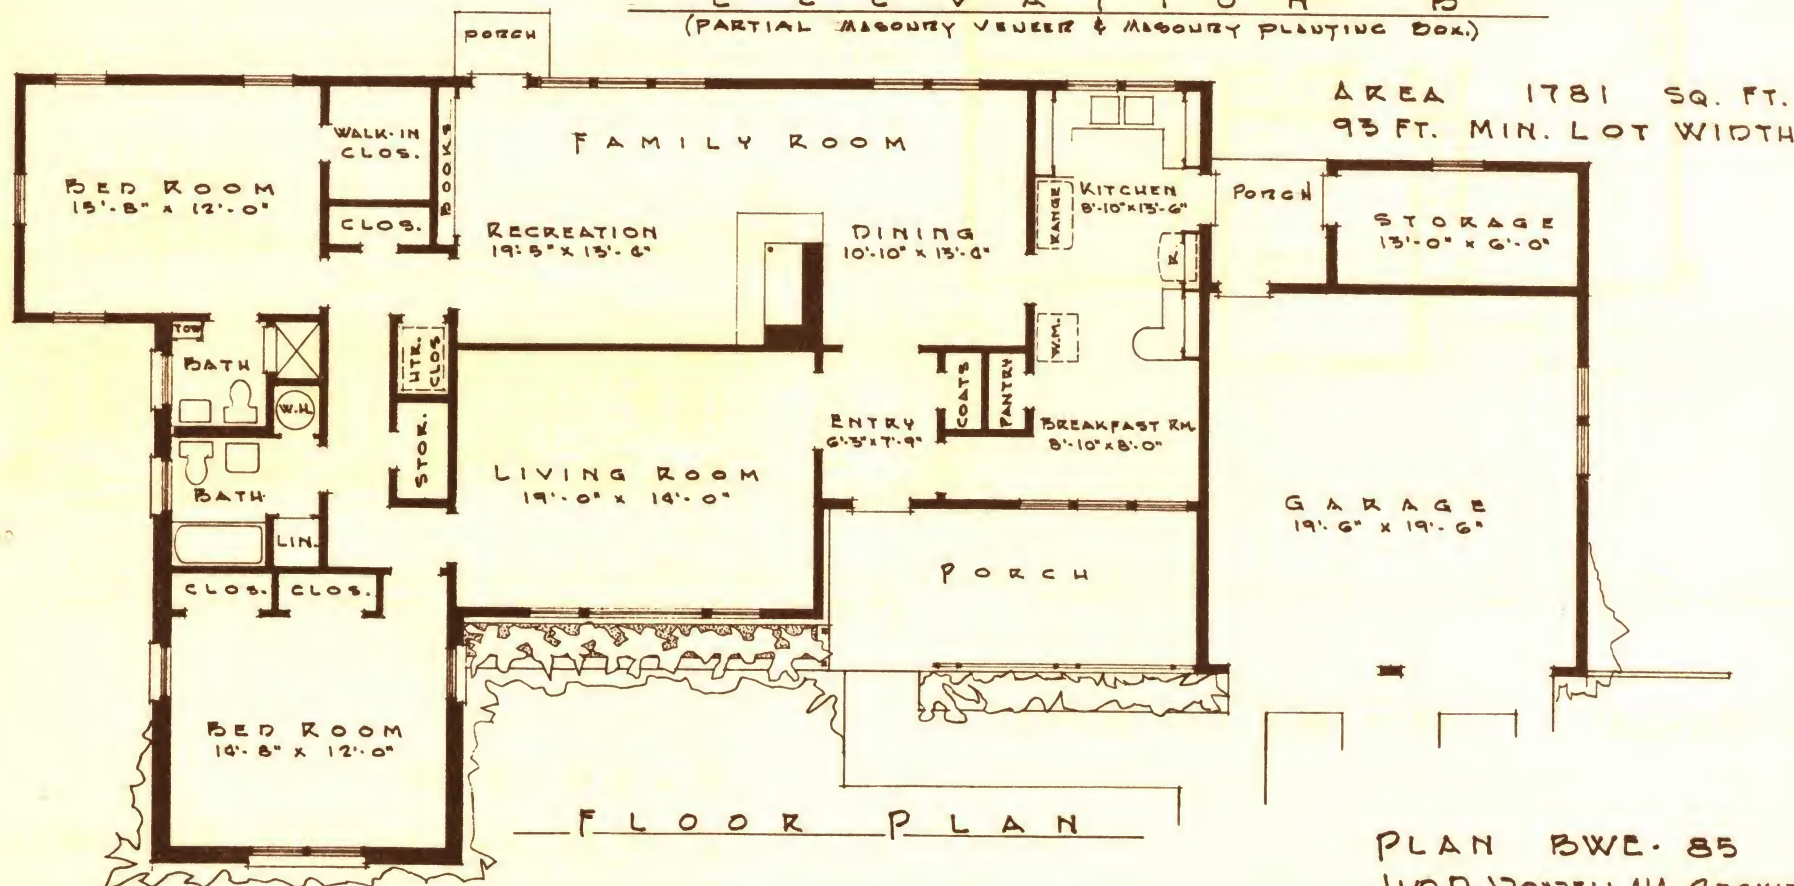 ELEVATION B
(PARTIAL MASONRY VENEER & MASONRY PLANTING BOX.)
PORCH
AREA 1781 SQ. FT.
93 FT. MIN. LOT WIDTH
BED ROOM
15'-8" x 12'-0"
WALK-IN
CLOS.
CLOS.
BOOKS
FAMILY ROOM
RECREATION
19'-5" x 13'-4"
DINING
10'-10" x 13'-4"
KITCHEN
8'-10" x 13'-6"
RANGE
R.
W.M.
PORCH
STORAGE
13'-0" x 6'-0"
TOW.
BATH
W.H.
HTR.
CLOS.
STOR.
BATH
LIN.
LIVING ROOM
19'-0" x 14'-0"
ENTRY
6'-3" x 7'-9"
COATS
PANTRY
BREAKFAST RM.
8'-10" x 8'-0"
GARAGE
19'-6" x 19'-6"
PORCH
CLOS. CLOS.
BED ROOM
14'-8" x 12'-0"
FLOOR PLAN
PLAN BWE-85